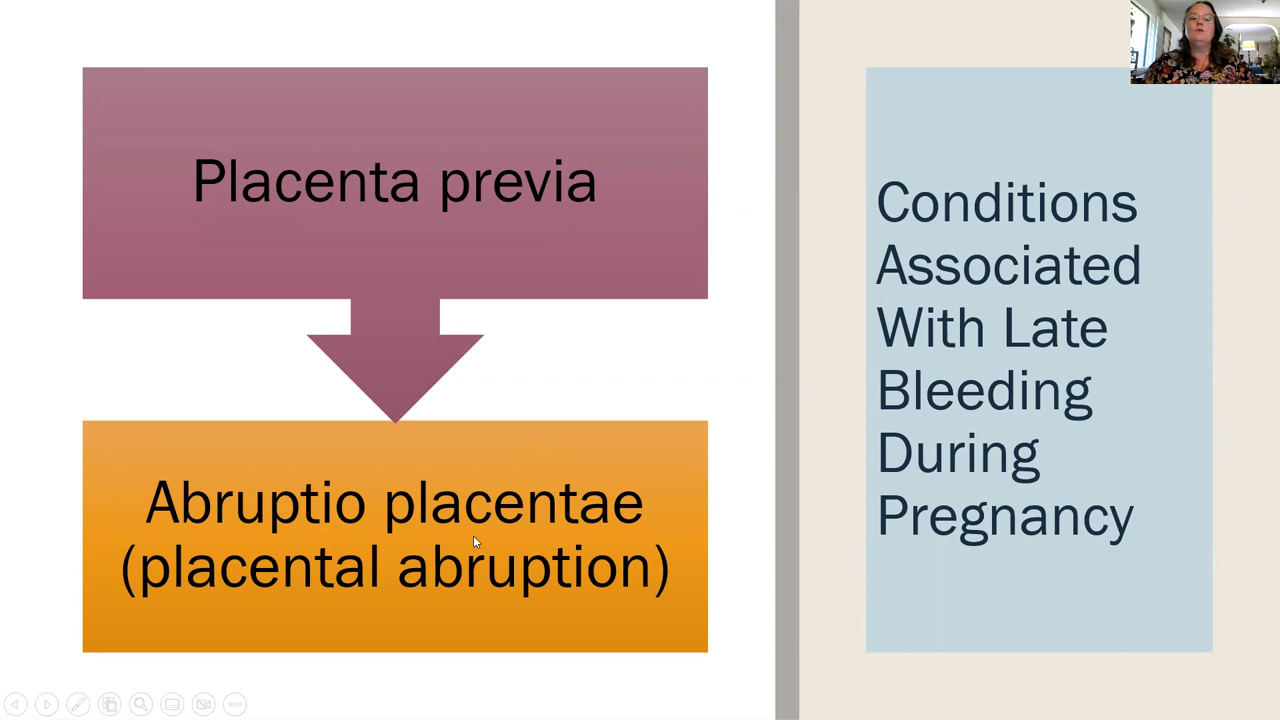 Placenta previa
Abruptio placentae
(placental abruption)
Conditions
Associated
With Late
Bleeding
During
Pregnancy